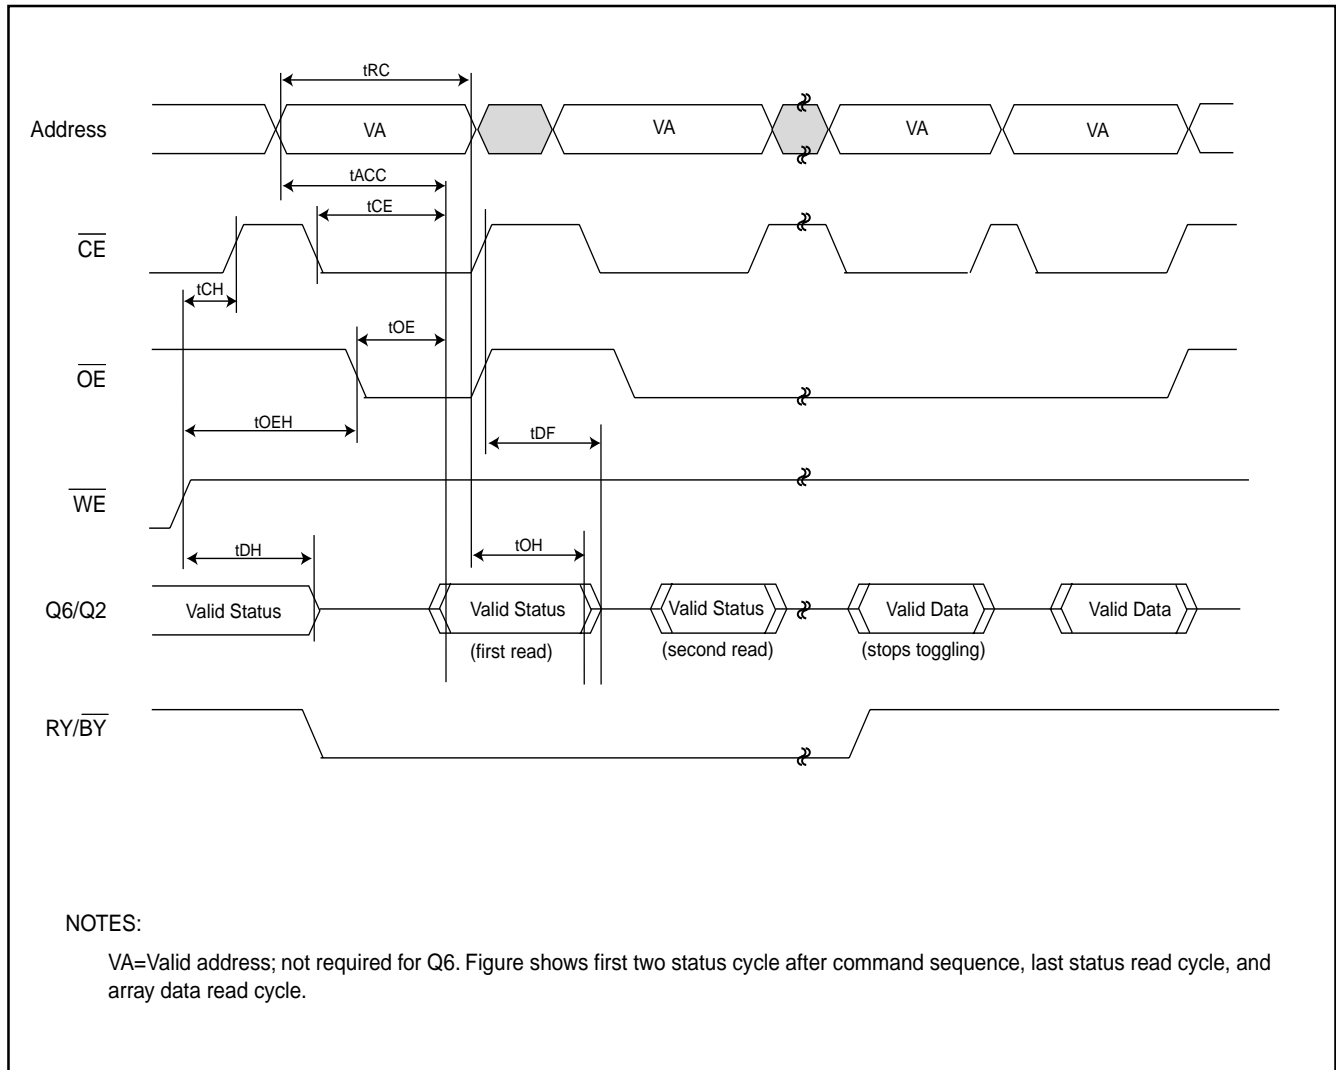 tRC
Address VA VA VA VA
tACC
tCE
CE
tCH
tOE
OE
tOEH
tDF
WE
tDH tOH
Q6/Q2 Valid Status Valid Status Valid Status Valid Data Valid Data
(first read) (second read) (stops toggling)
RY/BY
NOTES:
VA=Valid address; not required for Q6. Figure shows first two status cycle after command sequence, last status read cycle, and
array data read cycle.